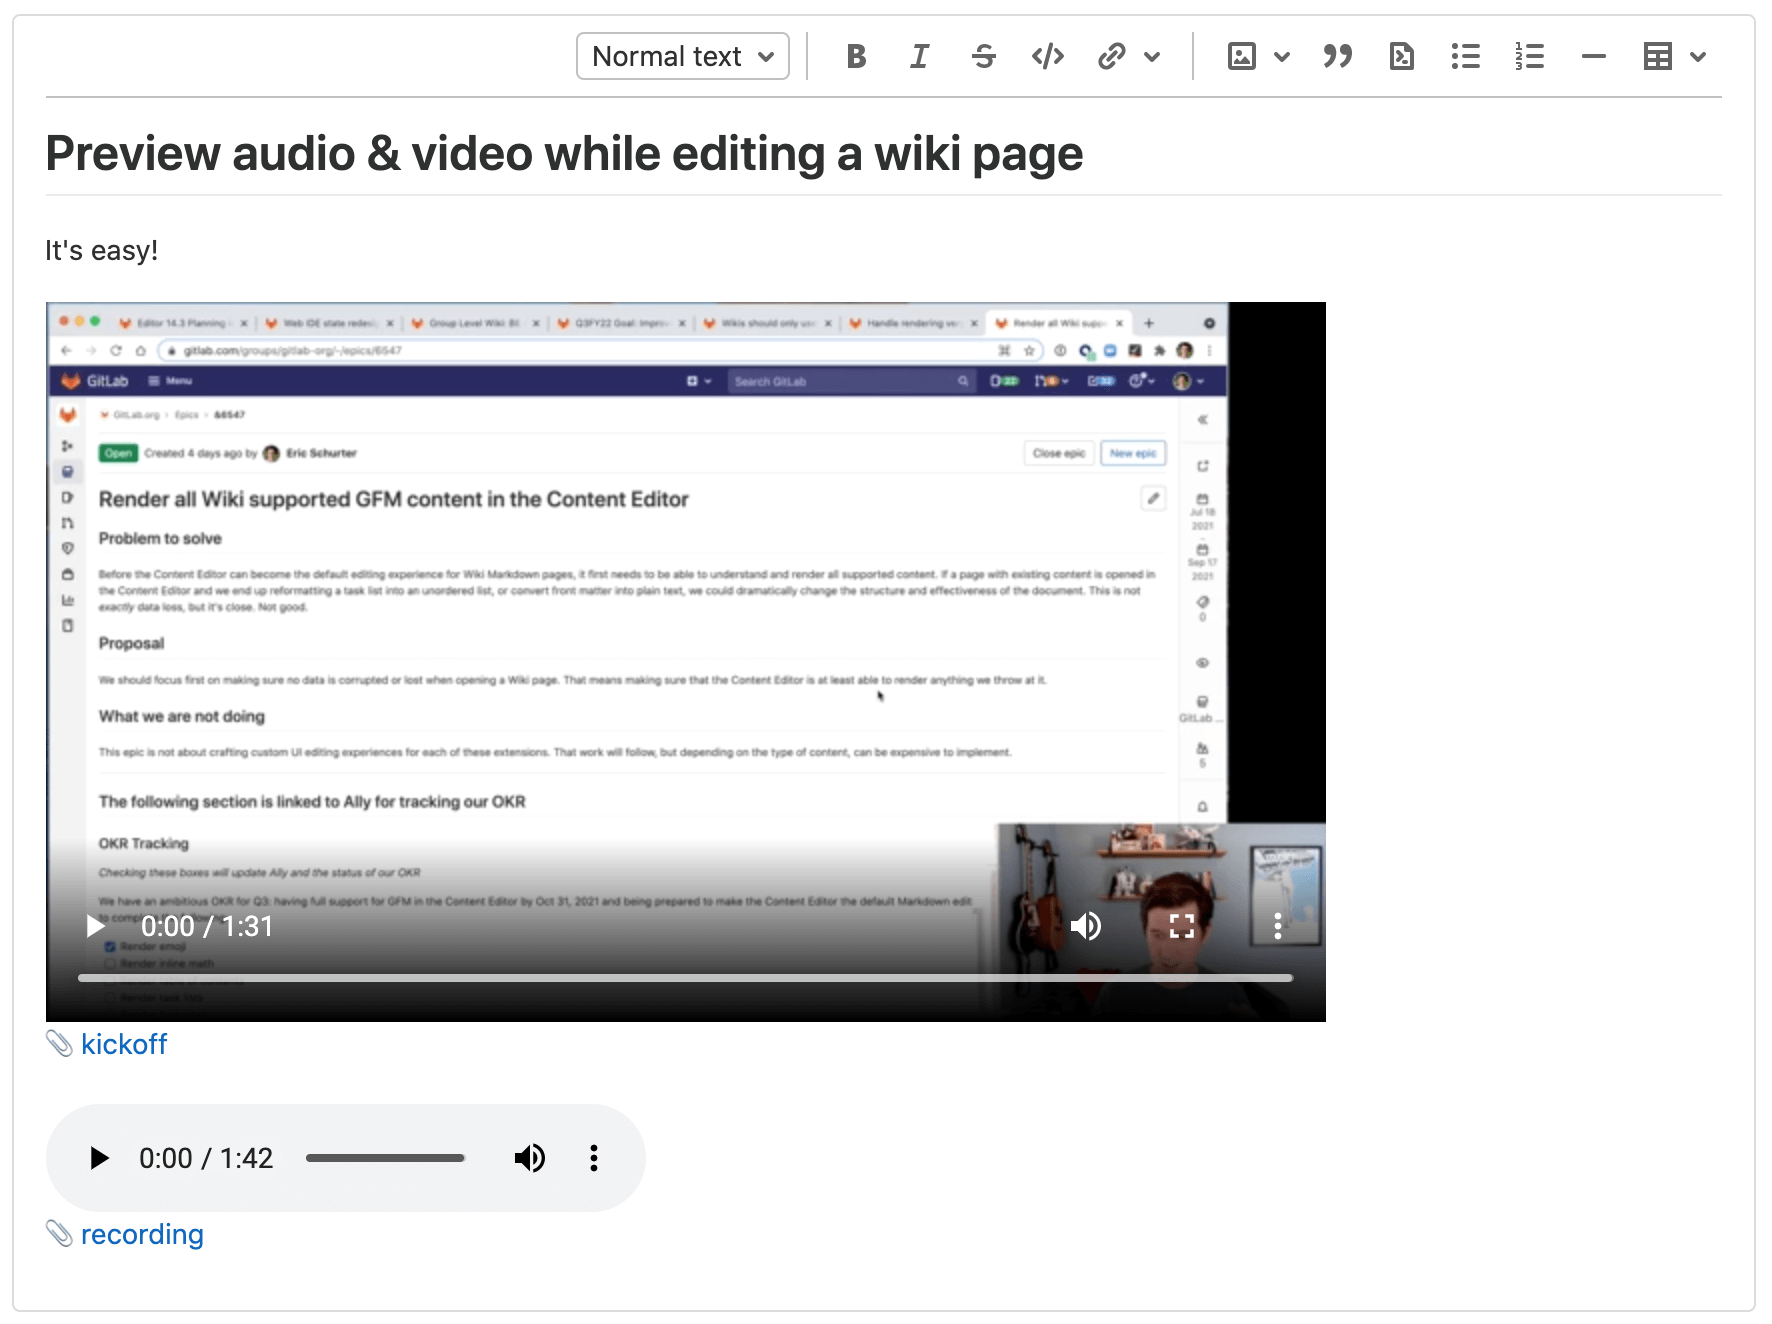 Normal text
Preview audio & video while editing a wiki page
It's easy!
Editor 14.3 Planning
Web IDE state redesi
Group Level Wiki: BE
Q3FY22 Goal: Improv
Wikis should only us
Handle rendering ver
Render all Wiki suppo
gitlab.com/groups/gitlab-org/-/epics/6547
GitLab Menu Search GitLab
GitLab.org › Epics › &6547
Open Created 4 days ago by Eric Schurter Close epic New epic
Render all Wiki supported GFM content in the Content Editor
Jul 18
2021
Problem to solve
Sep 17
2021
Before the Content Editor can become the default editing experience for Wiki Markdown pages, it first needs to be able to understand and render all supported content. If a page with existing content is opened in
the Content Editor and we end up reformatting a task list into an unordered list, or convert front matter into plain text, we could dramatically change the structure and effectiveness of the document. This is not
exactly data loss, but it's close. Not good.
0
Proposal
We should focus first on making sure no data is corrupted or lost when opening a Wiki page. That means making sure that the Content Editor is at least able to render anything we throw at it.
What we are not doing
GitLab ...
This epic is not about crafting custom UI editing experiences for each of these extensions. That work will follow, but depending on the type of content, can be expensive to implement.
5
The following section is linked to Ally for tracking our OKR
OKR Tracking
Checking these boxes will update Ally and the status of our OKR
We have an ambitious OKR for Q3: having full support for GFM in the Content Editor by Oct 31, 2021 and being prepared to make the Content Editor the default Markdown edit
0:00 / 1:31
Render emoji
Render inline math
Render task lists
kickoff
0:00 / 1:42
recording